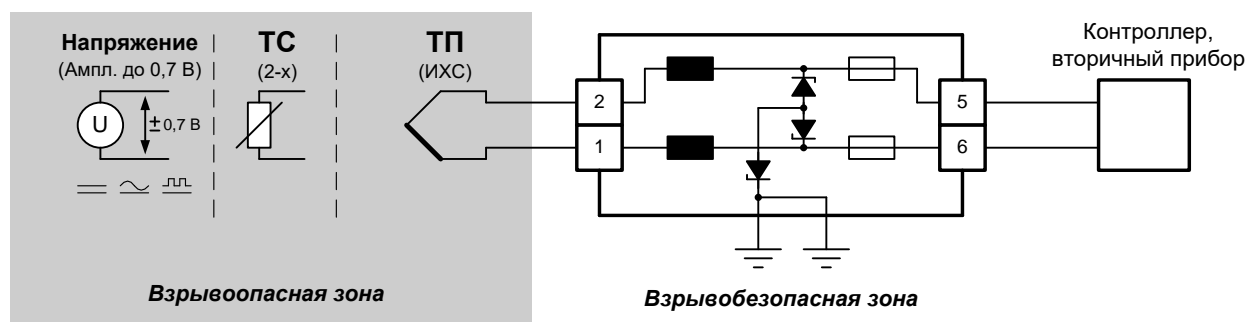 Напряжение
(Ампл. до 0,7 В)
U
± 0,7 В
ТС
(2-х)
ТП
(ИХС)
2
1
5
6
Контроллер,
вторичный прибор
Взрывоопасная зона
Взрывобезопасная зона